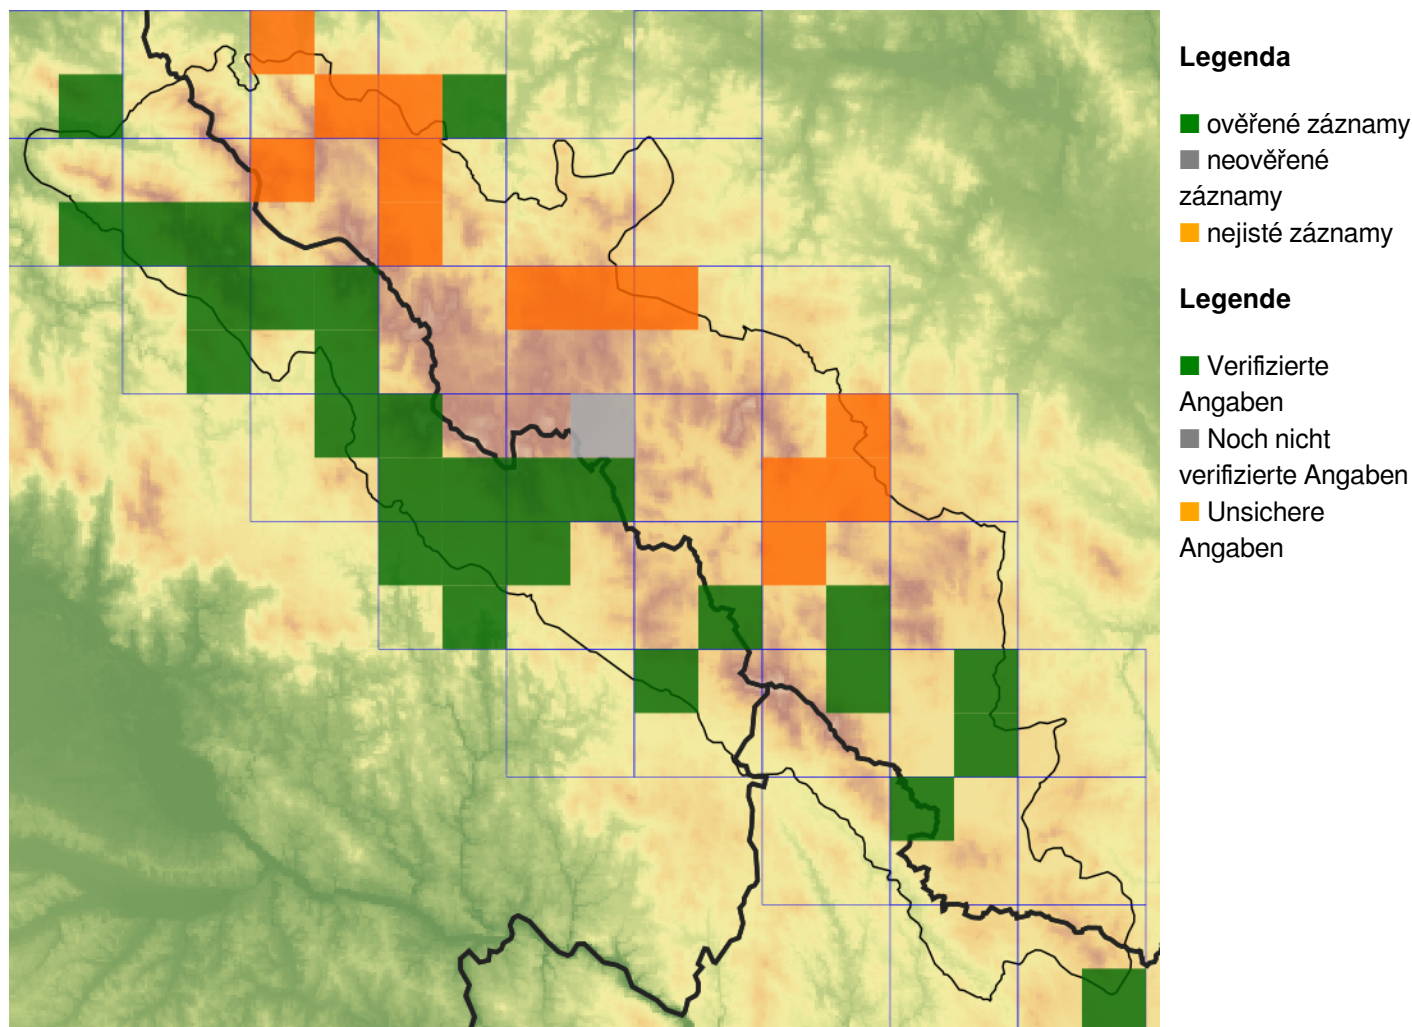 Legenda
ověřené záznamy
neověřené
záznamy
nejisté záznamy
Legende
Verifizierte
Angaben
Noch nicht
verifizierte Angaben
Unsichere
Angaben